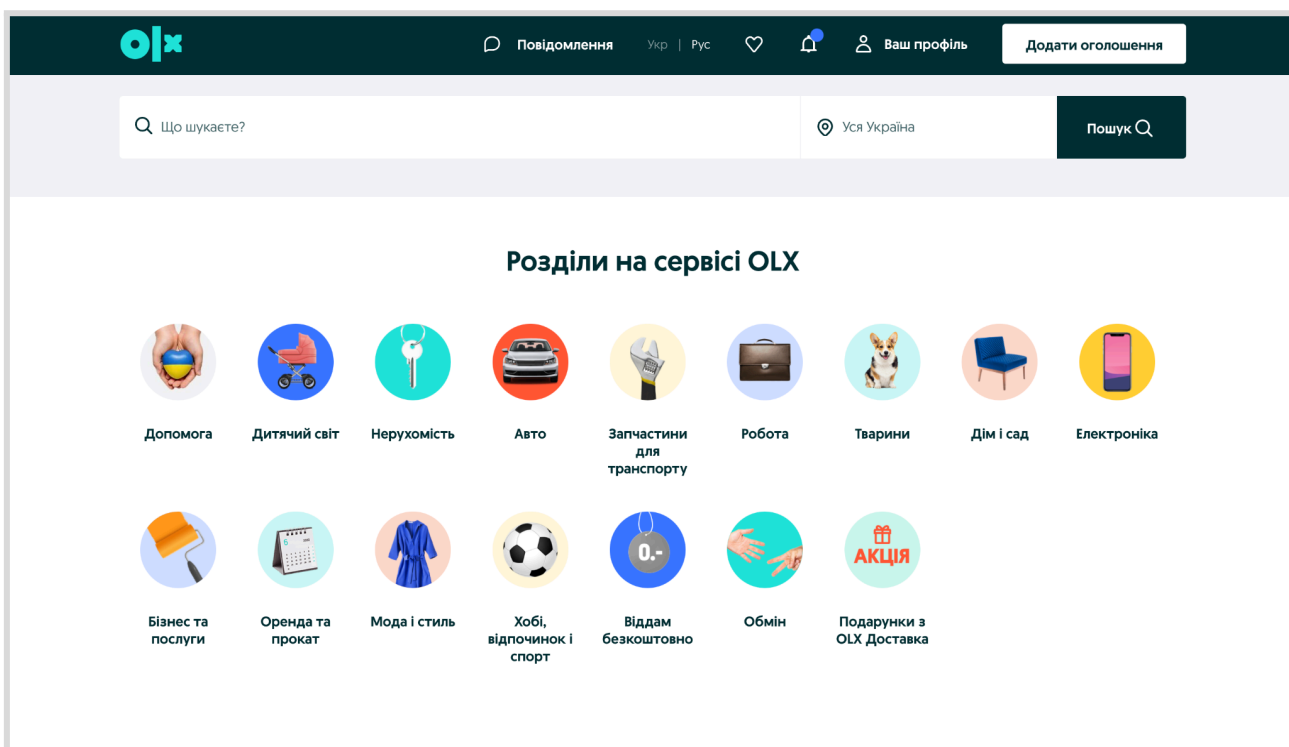 olx
Повідомлення Укр | Рус Ваш профіль Додати оголошення
Що шукаєте? Уся Україна Пошук
Розділи на сервісі OLX
Допомога Дитячий світ Нерухомість Авто Запчастини Робота Тварини Дім і сад Електроніка
для
транспорту
0.- АКЦІЯ
Бізнес та Оренда та Мода і стиль Хобі, Віддам Обмін Подарунки з
послуги прокат відпочинок і безкоштовно OLX Доставка
спорт